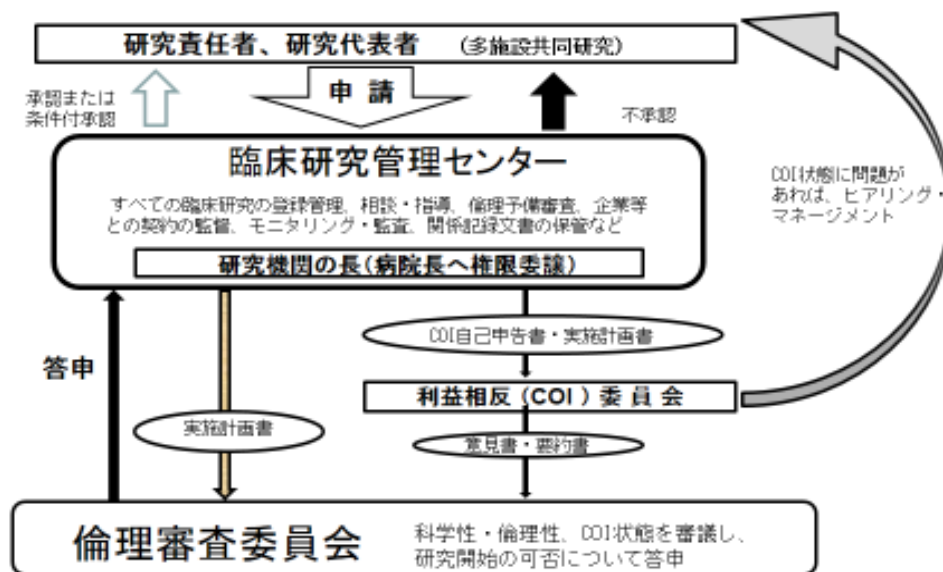 研究責任者、研究代表者 (多施設共同研究)
承認または
条件付承認
申請
不承認
臨床研究管理センター
すべての臨床研究の登録管理、相談・指導、倫理予備審査、企業等
との契約の監督、モニタリング・監査、関係記録文書の保管など
研究機関の長(病院長へ権限委譲)
COI状態に問題が
あれば、ヒアリング・
マネージメント
COI自己申告書・実施計画書
答申
利益相反(COI)委員会
実施計画書
意見書・要約書
倫理審査委員会
科学性・倫理性、COI状態を審議し、
研究開始の可否について答申